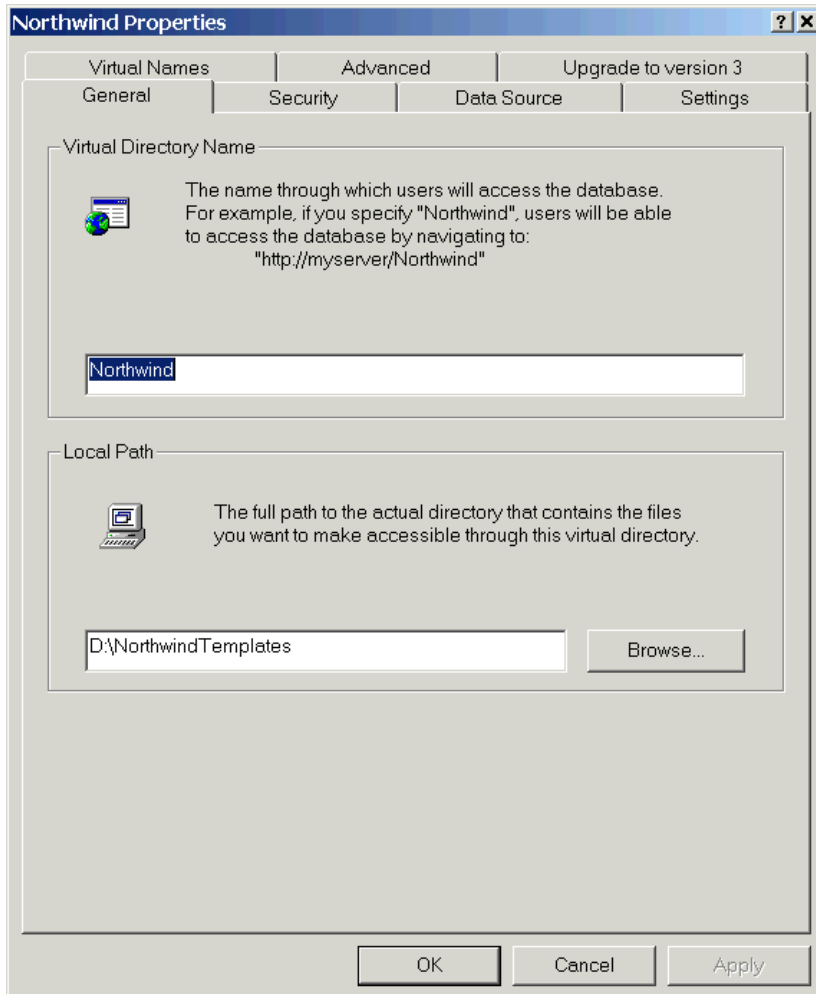 Northwind Properties
Virtual Names
Advanced
Upgrade to version 3
General
Security
Data Source
Settings
Virtual Directory Name
The name through which users will access the database.
For example, if you specify "Northwind", users will be able
to access the database by navigating to:
"http://myserver/Northwind"
Northwind
Local Path
The full path to the actual directory that contains the files
you want to make accessible through this virtual directory.
D:\NorthwindTemplates
Browse...
OK
Cancel
Apply